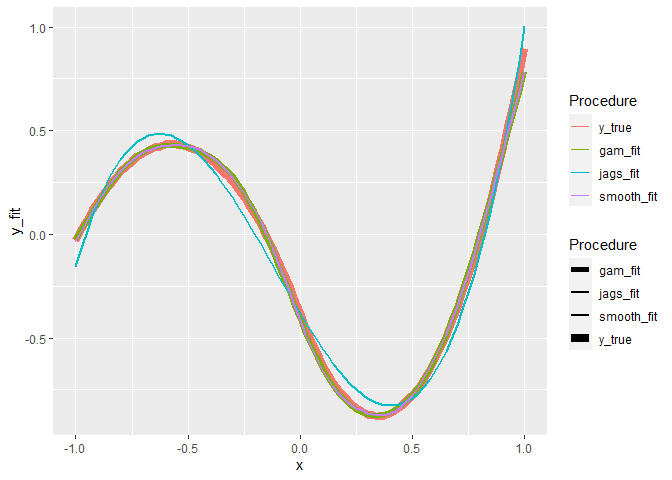 1.0
0.5
0.0
-0.5
y_fit
-1.0 -0.5 0.0 0.5 1.0
x
Procedure
y_true
gam_fit
jags_fit
smooth_fit
Procedure
gam_fit
jags_fit
smooth_fit
y_true